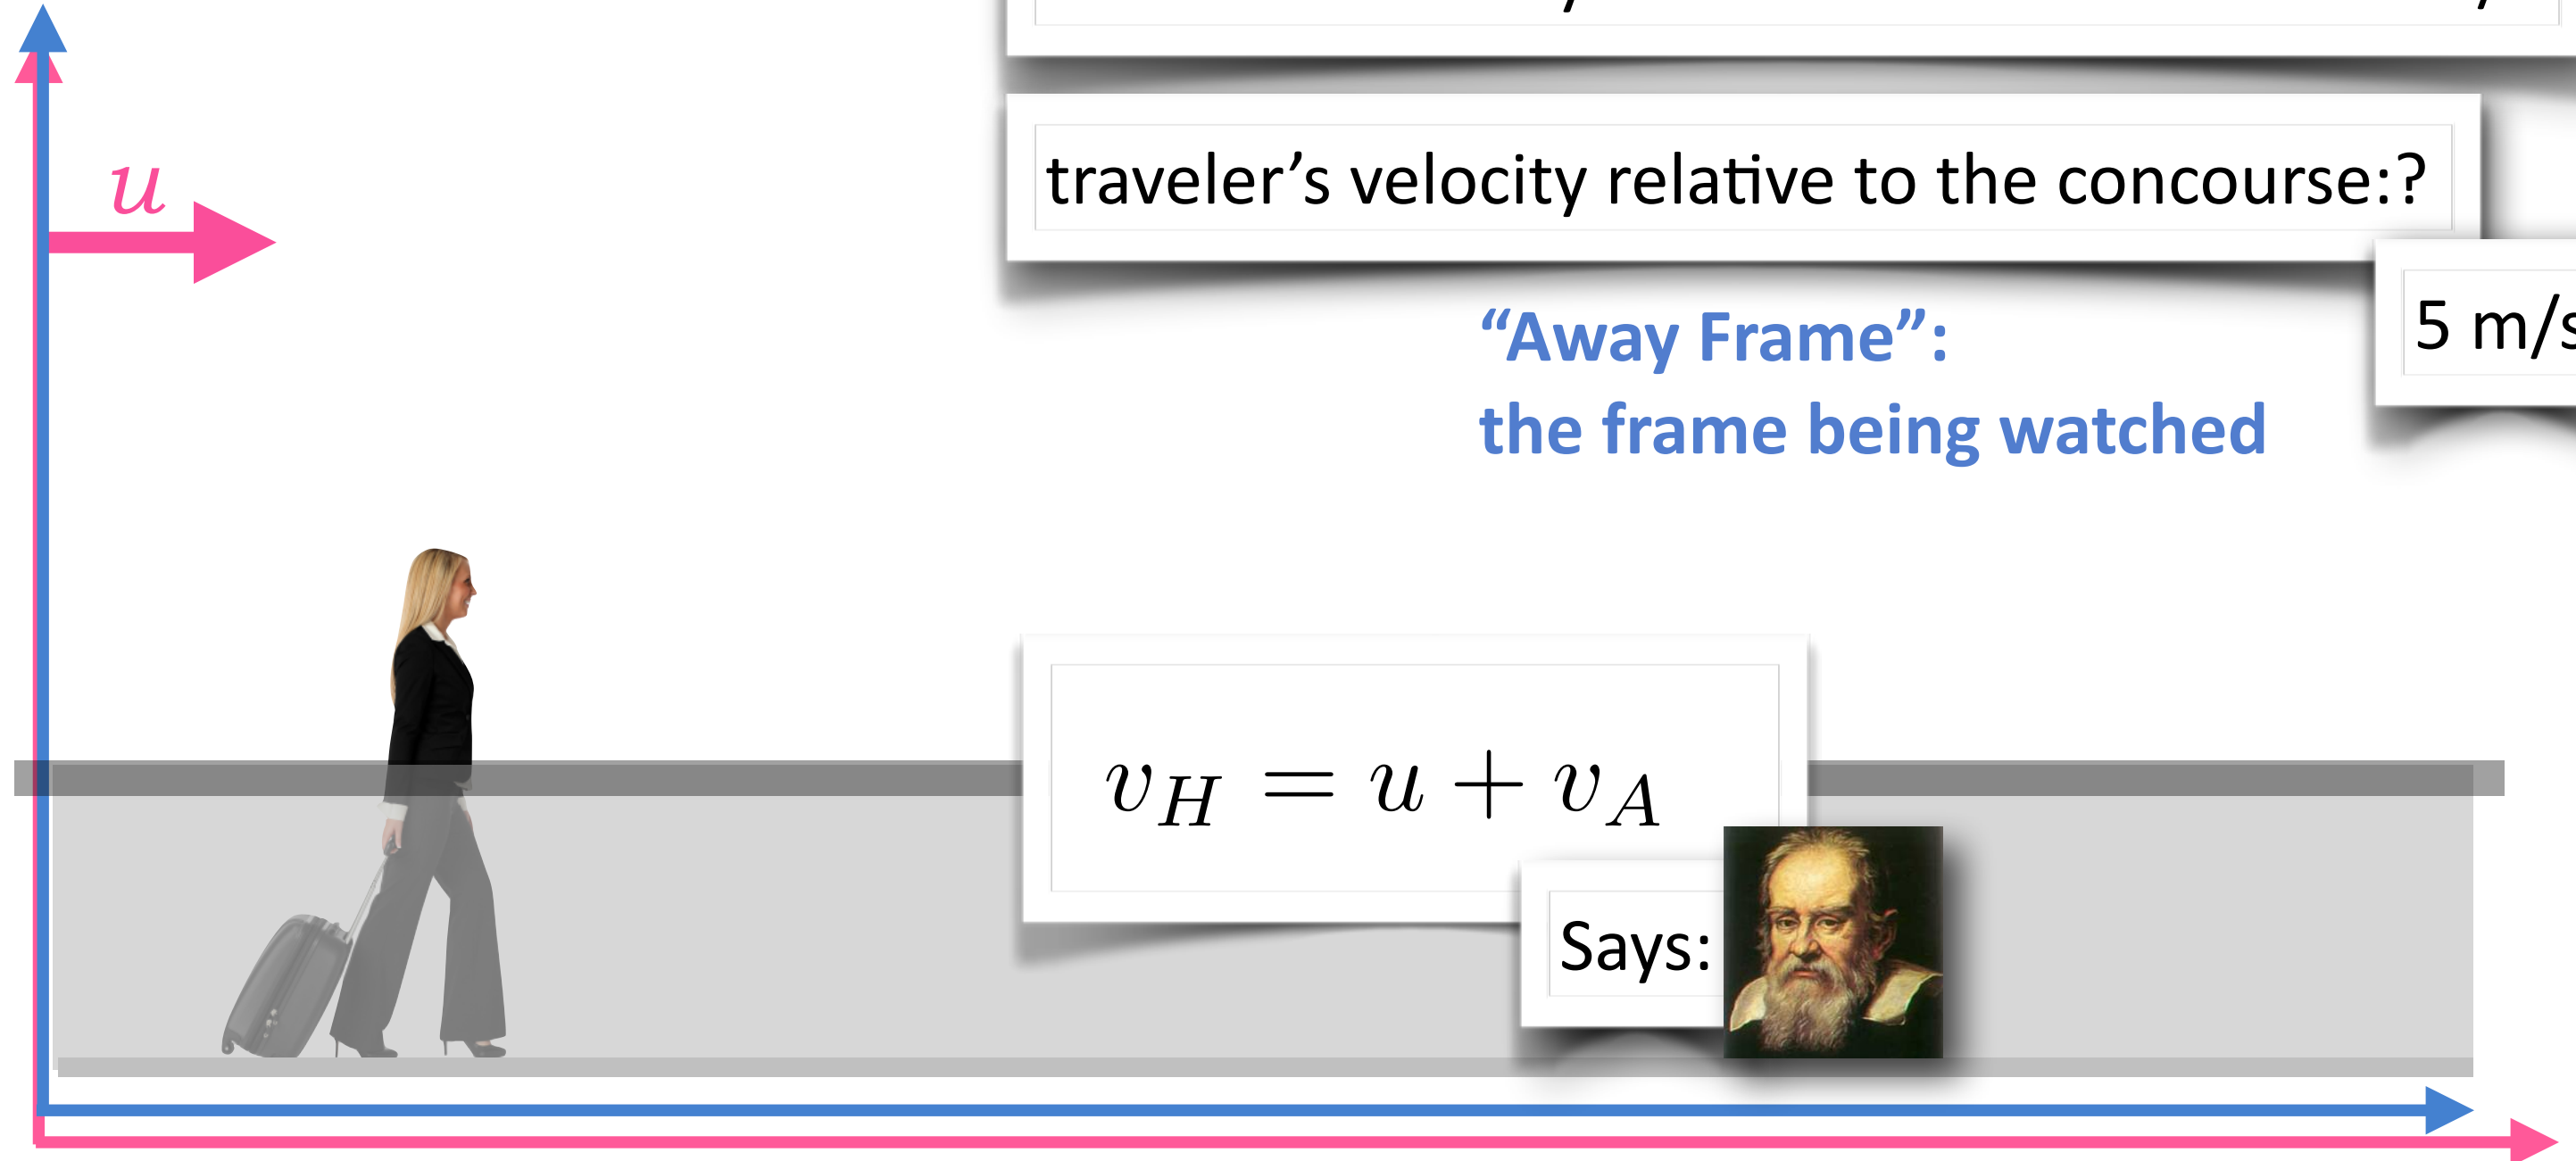 traveler’s velocity relative to the concourse:?
u
5 m/s
“Away Frame”:
the frame being watched
v_H = u + v_A
Says: